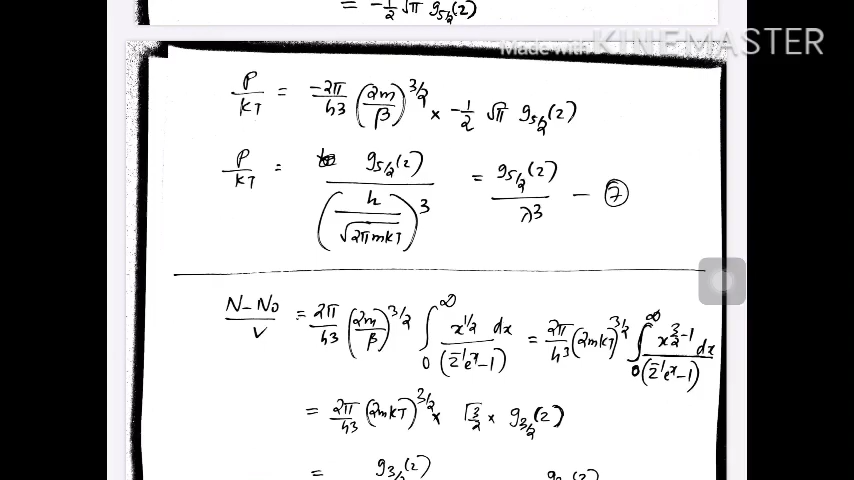 = -1/2 √π g5/2(z)
Made with KINEMASTER
P/KT = -2π/h3 (2m/β)^3/2 × -1/2 √π g5/2(z)
P/KT = g5/2(z) / (h/√2πmKT)^3 = g5/2(z)/λ3 — ⑦
N-N0/V = 2π/h3 (2m/β)^3/2 ∫0^∞ x^1/2 dx/(z^-1 e^x -1) = 2π/h3 (2mKT)^3/2 ∫0^∞ x^3/2-1 dx/(z^-1 e^x -1)
= 2π/h3 (2mKT)^3/2 × Γ3/2 × g3/2(z)
= g3/2(z)